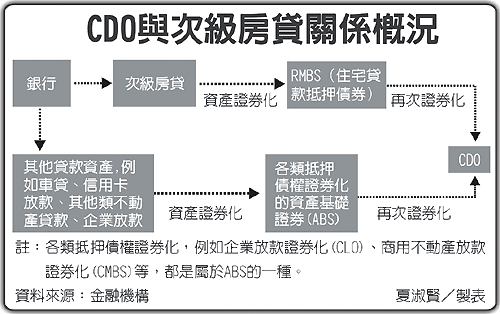 CDO與次級房貸關係概況
銀行
次級房貸
資產證券化
RMBS（住宅貸
款抵押債券）
再次證券化
CDO
其他貸款資產,例
如車貸、信用卡
放款、其他類不動
產貸款、企業放款
資產證券化
各類抵押
債權證券化
的資產基礎
證券(ABS)
再次證券化
註：各類抵押債權證券化，例如企業放款證券化(CLO)、商用不動產放款
證券化(CMBS)等，都是屬於ABS的一種。
資料來源：金融機構
夏淑賢／製表